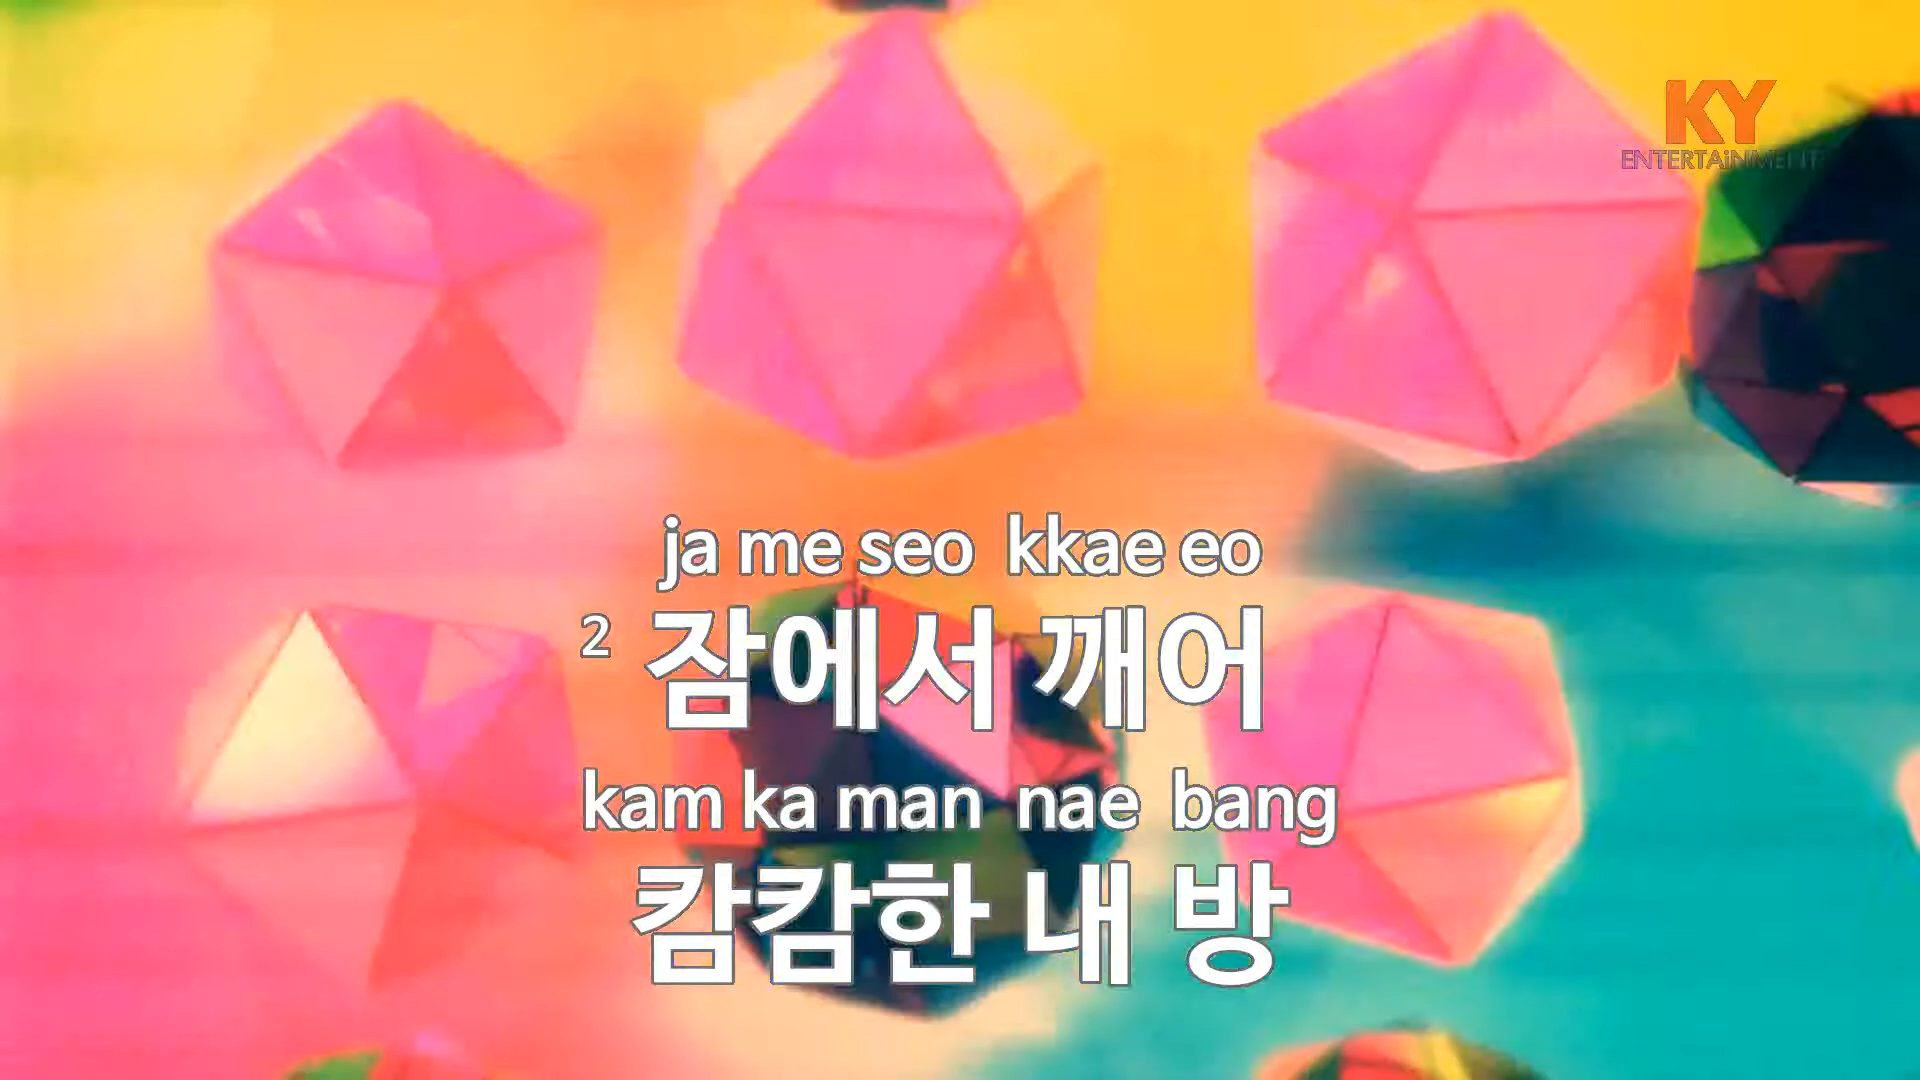 KY
ENTERTAiNMENT
ja me seo kkae eo
2 잠에서 깨어
kam ka man nae bang
캄캄한 내 방